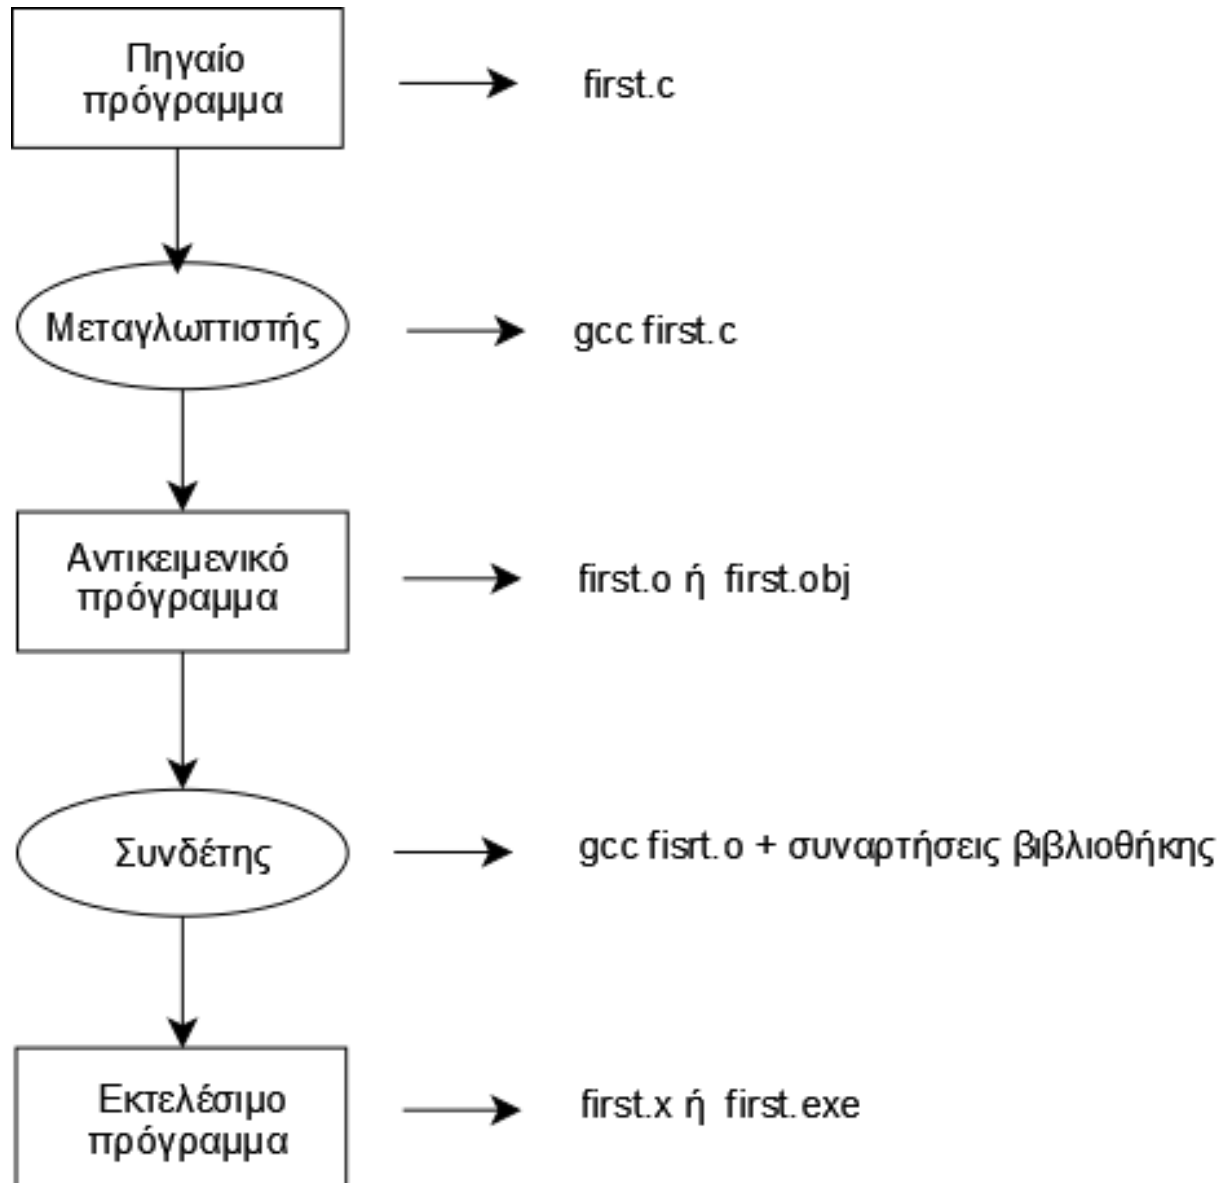 Πηγαίο
πρόγραμμα
first.c
Μεταγλωττιστής
gcc first.c
Αντικειμενικό
πρόγραμμα
first.o ή first.obj
Συνδέτης
gcc fisrt.o + συναρτήσεις βιβλιοθήκης
Εκτελέσιμο
πρόγραμμα
first.x ή first.exe